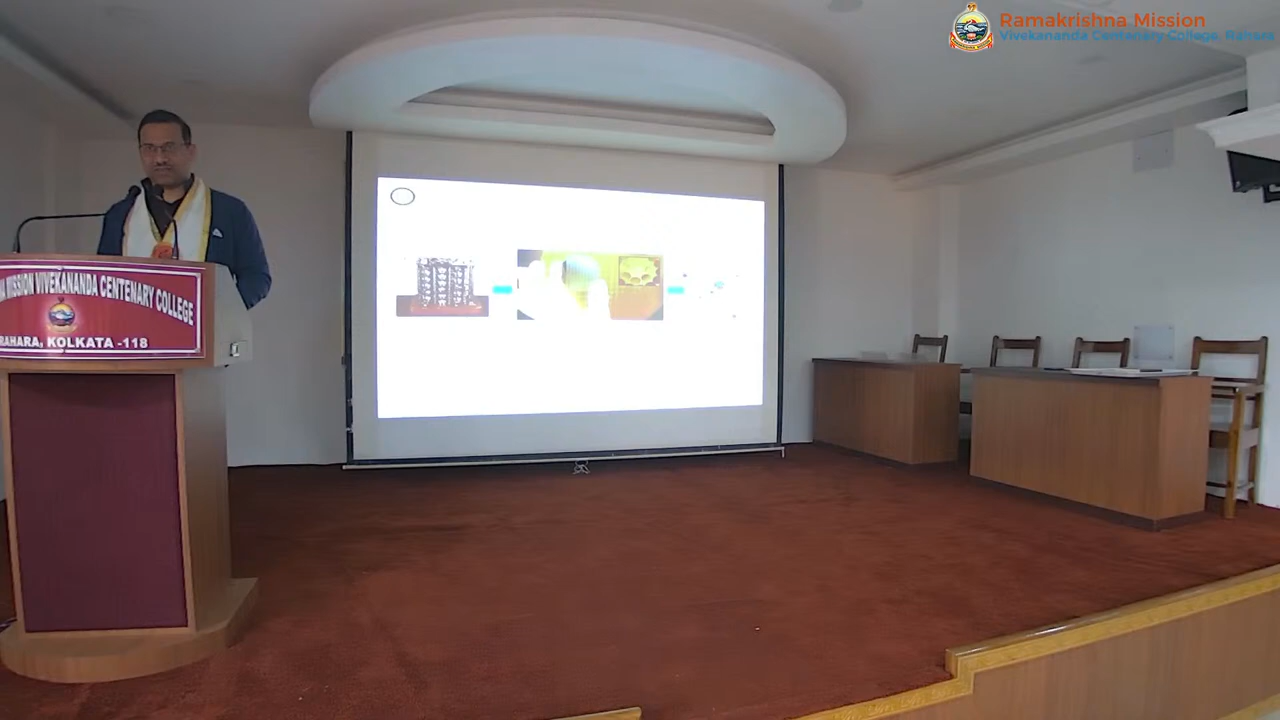 Ramakrishna Mission
Vivekananda Centenary College, Rahara
MISSION VIVEKANANDA CENTENARY COLLEGE
RAHARA, KOLKATA -118